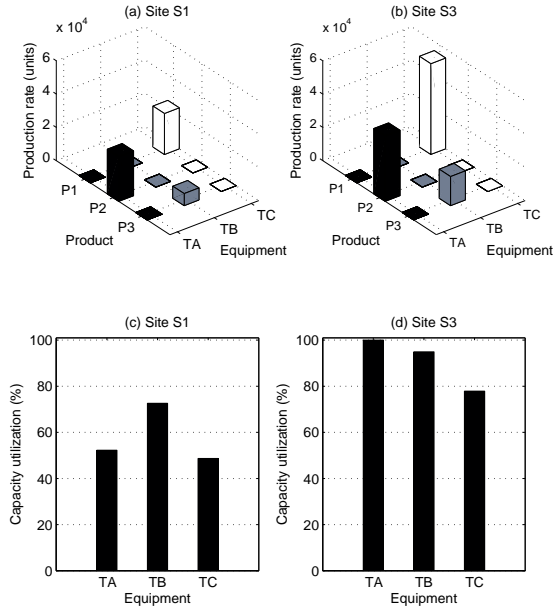 (a) Site S1
x 10^4
Production rate (units)
6
4
2
0
P1
P2
P3
Product
TA
TB
TC
Equipment
(b) Site S3
x 10^4
Production rate (units)
6
4
2
0
P1
P2
P3
Product
TA
TB
TC
Equipment
(c) Site S1
Capacity utilization (%)
100
80
60
40
20
0
TA TB TC
Equipment
(d) Site S3
Capacity utilization (%)
100
80
60
40
20
0
TA TB TC
Equipment